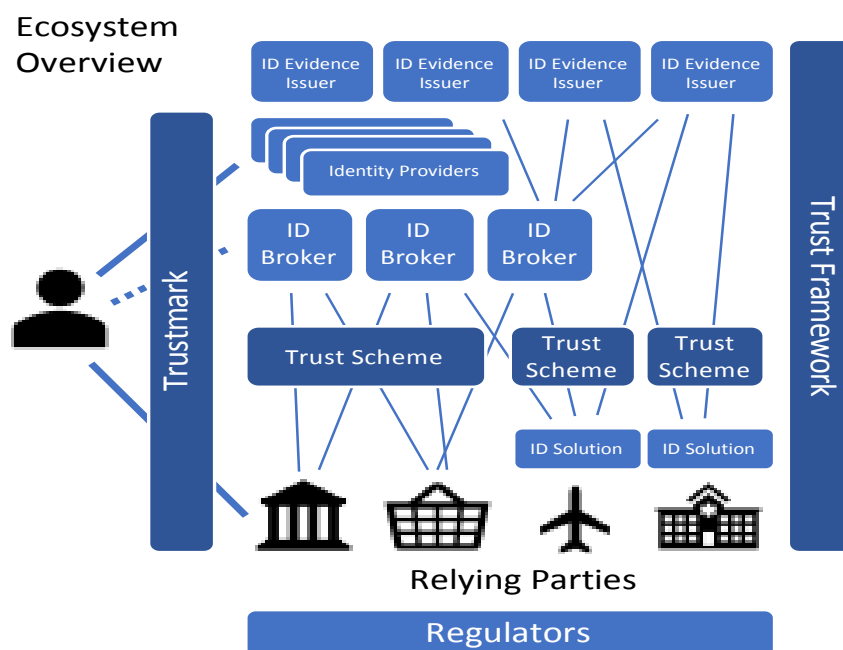 Ecosystem
Overview
ID Evidence
Issuer
ID Evidence
Issuer
ID Evidence
Issuer
ID Evidence
Issuer
Identity Providers
ID
Broker
ID
Broker
ID
Broker
Trust Scheme
Trust
Scheme
Trust
Scheme
ID Solution
ID Solution
Trustmark
Trust Framework
Relying Parties
Regulators